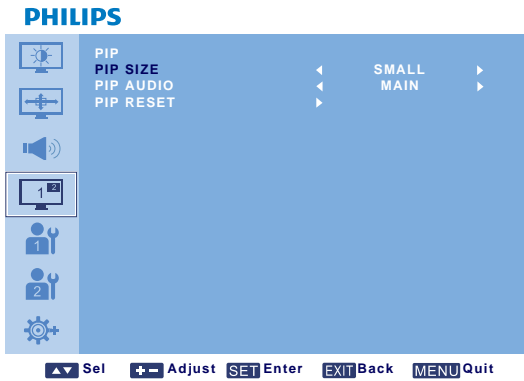 PHILIPS
PIP
PIP SIZE SMALL
PIP AUDIO MAIN
PIP RESET
1 2
1
2
Sel Adjust SET Enter EXIT Back MENU Quit